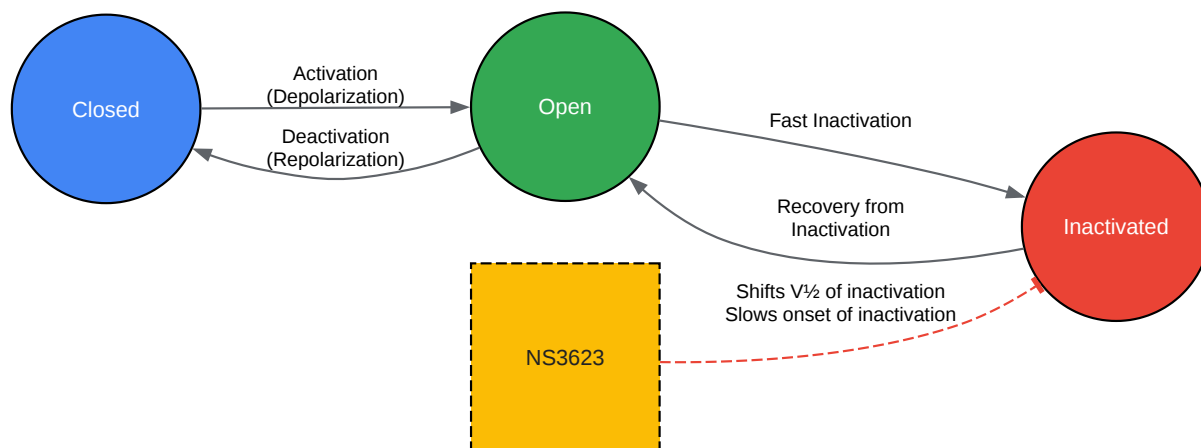 Closed
Activation
(Depolarization)
Deactivation
(Repolarization)
Open
Fast Inactivation
Recovery from
Inactivation
Inactivated
Shifts V½ of inactivation
Slows onset of inactivation
NS3623